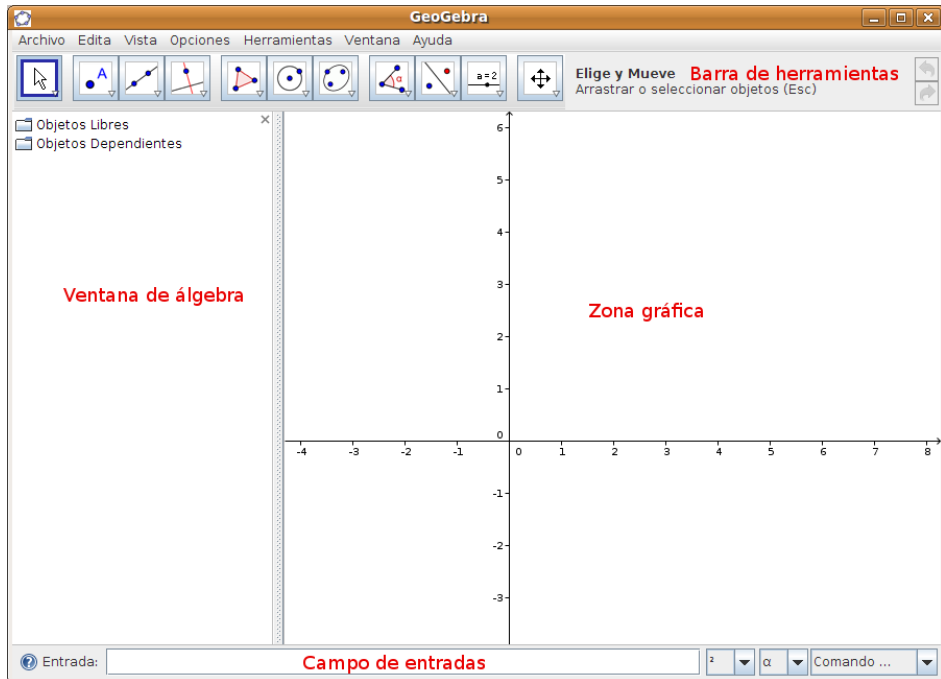 GeoGebra
Archivo Edita Vista Opciones Herramientas Ventana Ayuda
A
α
a=2
Elige y Mueve Barra de herramientas
Arrastrar o seleccionar objetos (Esc)
Objetos Libres
Objetos Dependientes
Ventana de álgebra
Zona gráfica
6
5
4
3
2
1
0
-4 -3 -2 -1 0 1 2 3 4 5 6 7 8
-1
-2
-3
Entrada: Campo de entradas ² α Comando ...